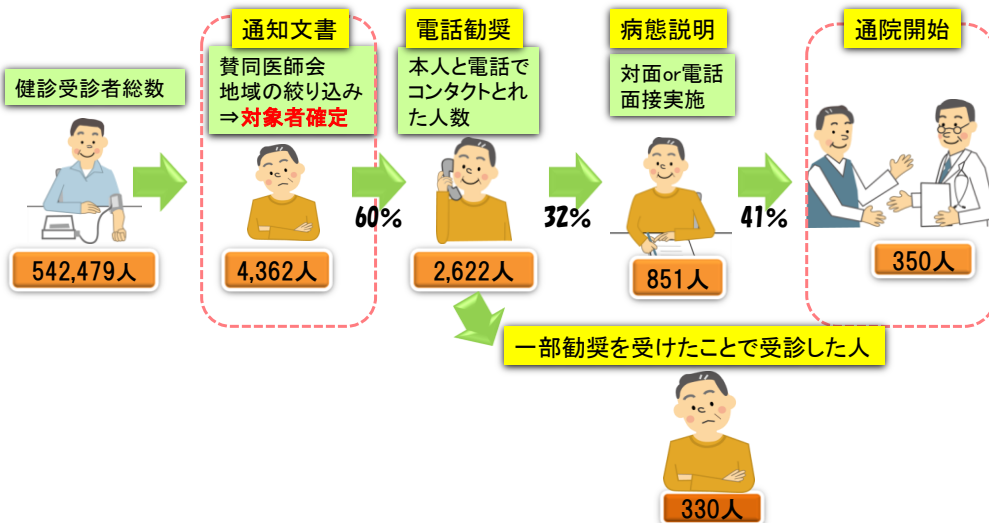 健診受診者総数
542,479人
通知文書
賛同医師会
地域の絞り込み
⇒対象者確定
4,362人
60%
電話勧奨
本人と電話で
コンタクトとれ
た人数
2,622人
32%
病態説明
対面or電話
面接実施
851人
41%
通院開始
350人
一部勧奨を受けたことで受診した人
330人